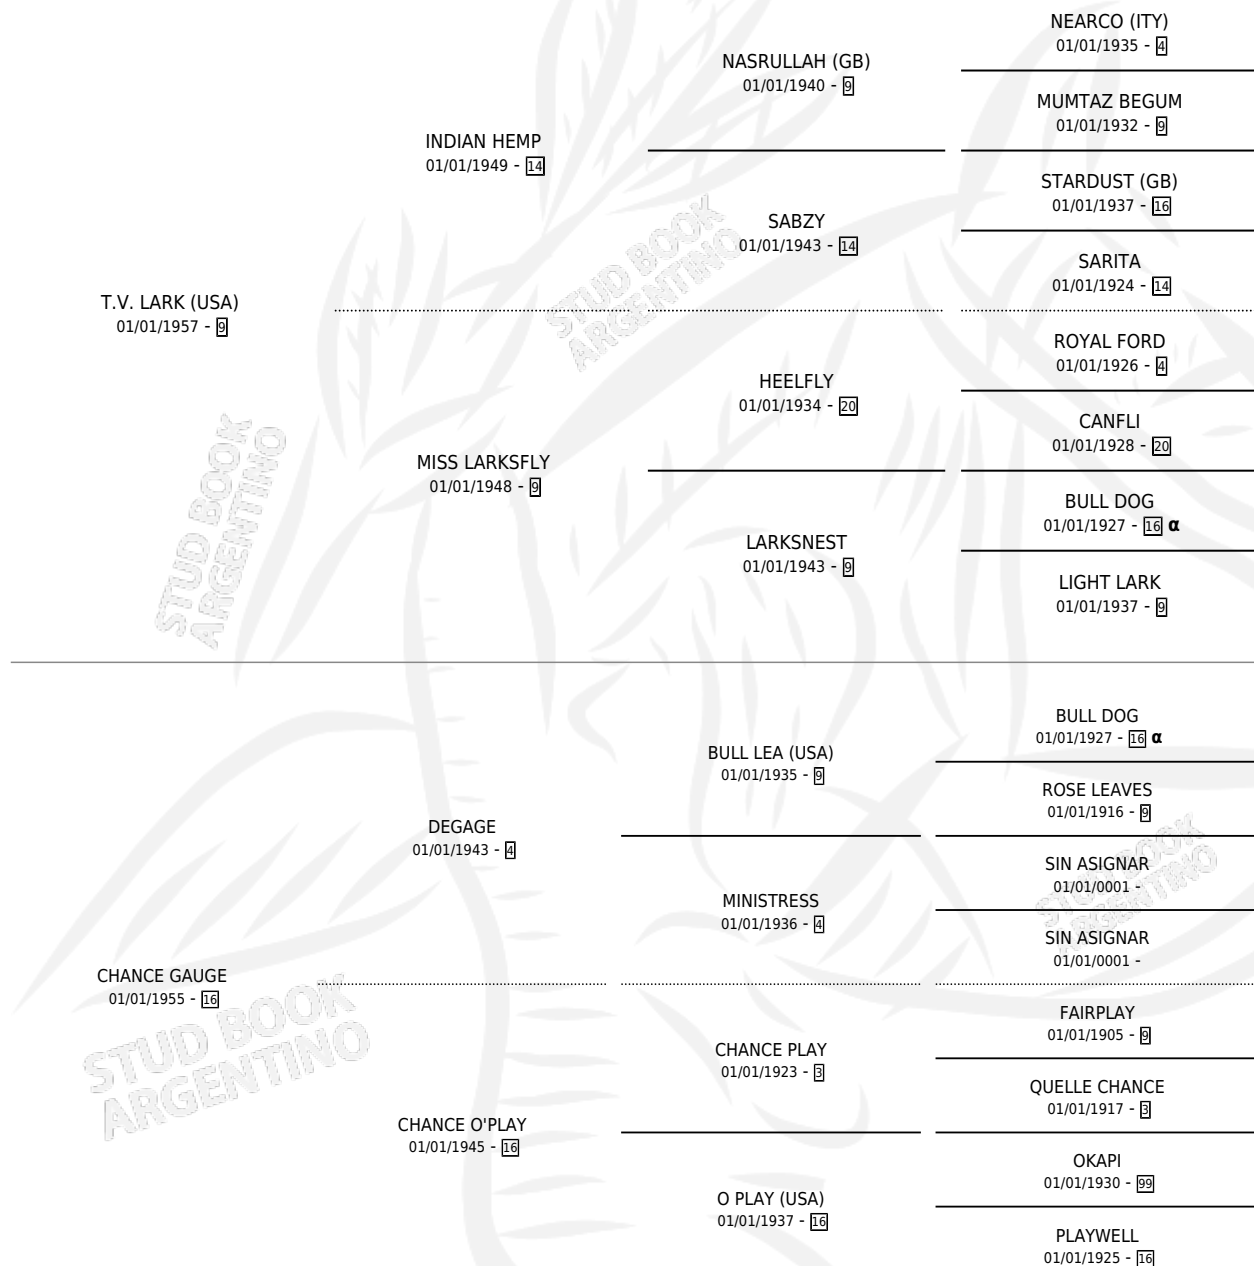 NEARCO (ITY)
01/01/1935 - 4
NASRULLAH (GB)
01/01/1940 - 9
MUMTAZ BEGUM
01/01/1932 - 9
INDIAN HEMP
01/01/1949 - 14
STARDUST (GB)
01/01/1937 - 16
SABZY
01/01/1943 - 14
SARITA
01/01/1924 - 14
T.V. LARK (USA)
01/01/1957 - 9
ROYAL FORD
01/01/1926 - 4
HEELFLY
01/01/1934 - 20
CANFLI
01/01/1928 - 20
MISS LARKSFLY
01/01/1948 - 9
BULL DOG
01/01/1927 - 16 α
LARKSNEST
01/01/1943 - 9
LIGHT LARK
01/01/1937 - 9
BULL DOG
01/01/1927 - 16 α
BULL LEA (USA)
01/01/1935 - 9
ROSE LEAVES
01/01/1916 - 9
DEGAGE
01/01/1943 - 4
SIN ASIGNAR
01/01/0001 -
MINISTRESS
01/01/1936 - 4
SIN ASIGNAR
01/01/0001 -
CHANCE GAUGE
01/01/1955 - 16
FAIRPLAY
01/01/1905 - 9
CHANCE PLAY
01/01/1923 - 3
QUELLE CHANCE
01/01/1917 - 3
CHANCE O'PLAY
01/01/1945 - 16
OKAPI
01/01/1930 - 99
O PLAY (USA)
01/01/1937 - 16
PLAYWELL
01/01/1925 - 16
STUD BOOK
ARGENTINO
STUD BOOK
ARGENTINO
STUD BOOK
ARGENTINO
STUD BOOK
ARGENTINO